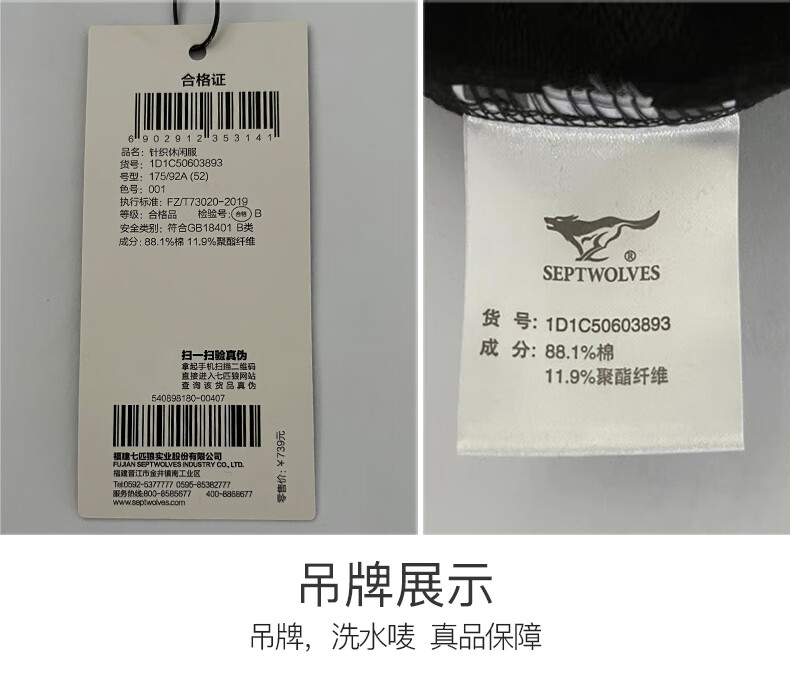 合格证
6 902912 353141
品名：针织休闲服
货号：1D1C50603893
号型：175/92A (52)
色号：001
执行标准：FZ/T73020-2019
等级：合格品 检验号：合格 B
安全类别：符合GB18401 B类
成分：88.1%棉 11.9%聚酯纤维
扫一扫验真伪
拿起手机扫描二维码
直接进入七匹狼网站
查询该货品真伪
540898180-00407
福建七匹狼实业股份有限公司
FUJIAN SEPTWOLVES INDUSTRY CO., LTD.
福建晋江市金井镇南工业区
Tel:0592-5377777 0595-85382777
服务热线:800-8585677 400-8868677
www.septwolves.com
零售价：￥739元
®
SEPTWOLVES
货 号：1D1C50603893
成 分：88.1%棉
11.9%聚酯纤维
吊牌展示
吊牌，洗水唛 真品保障